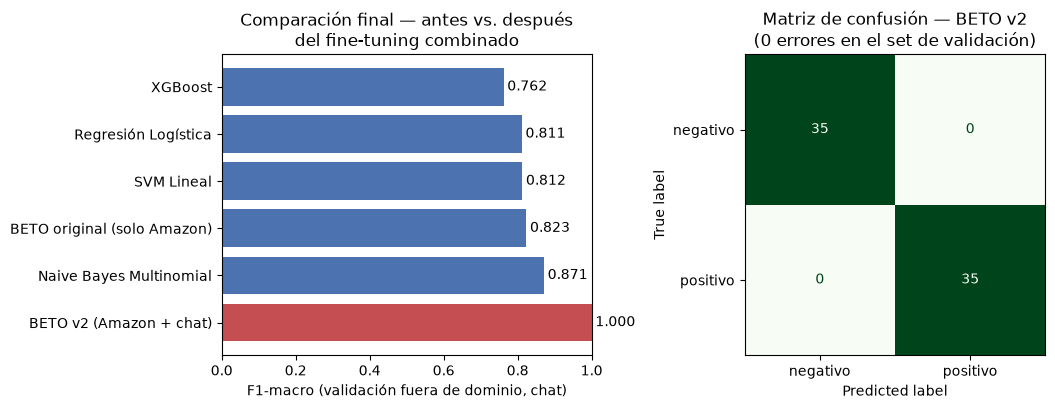 Comparación final — antes vs. después
del fine-tuning combinado
XGBoost
0.762
Regresión Logística
0.811
SVM Lineal
0.812
BETO original (solo Amazon)
0.823
Naive Bayes Multinomial
0.871
BETO v2 (Amazon + chat)
1.000
0.0 0.2 0.4 0.6 0.8 1.0
F1-macro (validación fuera de dominio, chat)
Matriz de confusión — BETO v2
(0 errores en el set de validación)
True label
negativo
35 0
positivo
0 35
negativo positivo
Predicted label